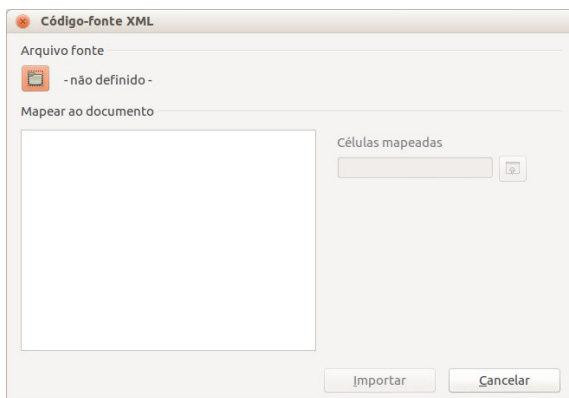 Código-fonte XML
Arquivo fonte
- não definido -
Mapear ao documento
Células mapeadas
Importar
Cancelar